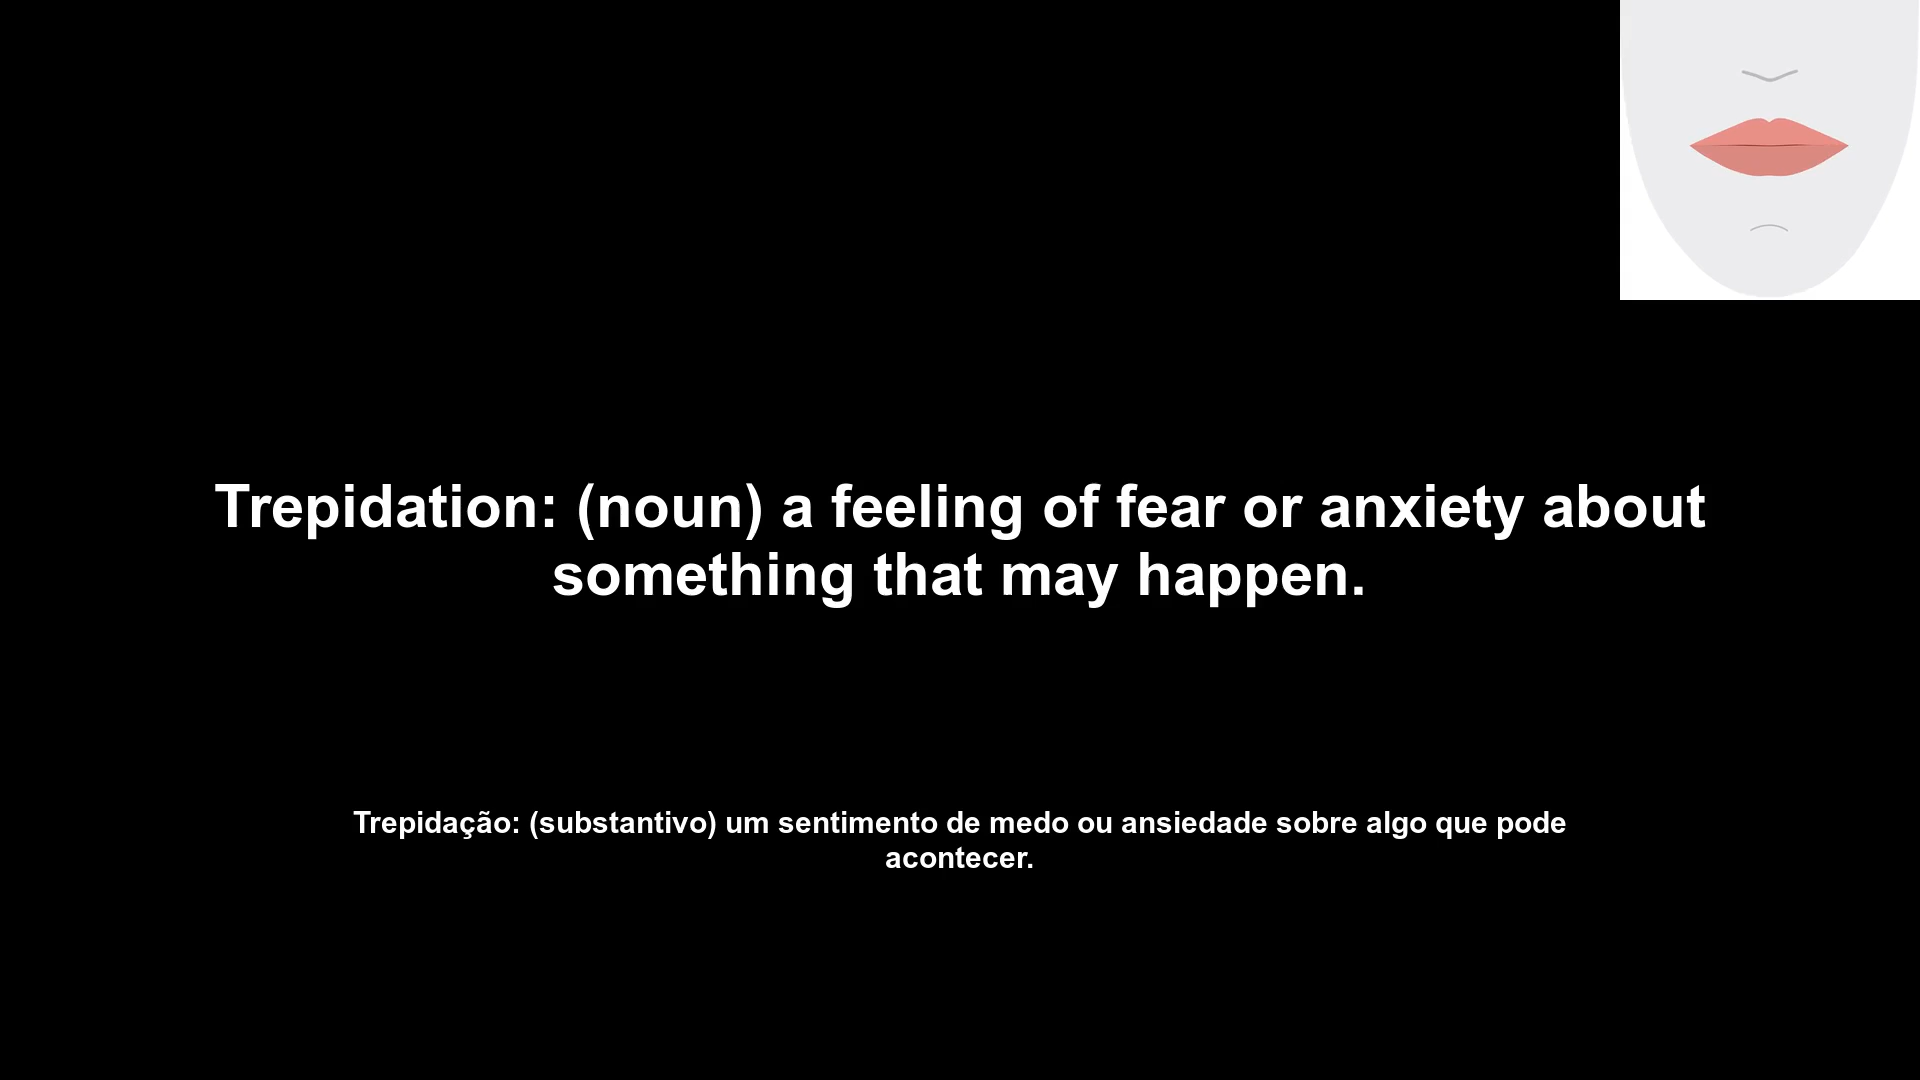 Trepidation: (noun) a feeling of fear or anxiety about
something that may happen.
Trepidação: (substantivo) um sentimento de medo ou ansiedade sobre algo que pode
acontecer.